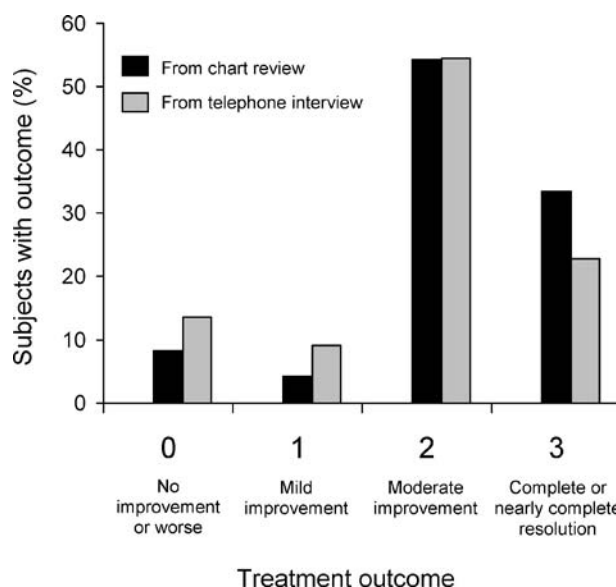 Subjects with outcome (%)
60
50
40
30
20
10
0
From chart review
From telephone interview
0
1
2
3
No
improvement
or worse
Mild
improvement
Moderate
improvement
Complete or
nearly complete
resolution
Treatment outcome